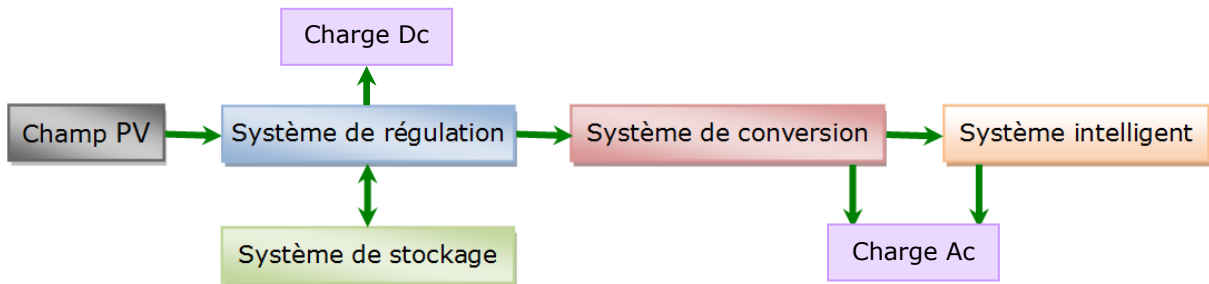 Charge Dc
Champ PV
Système de régulation
Système de conversion
Système intelligent
Système de stockage
Charge Ac